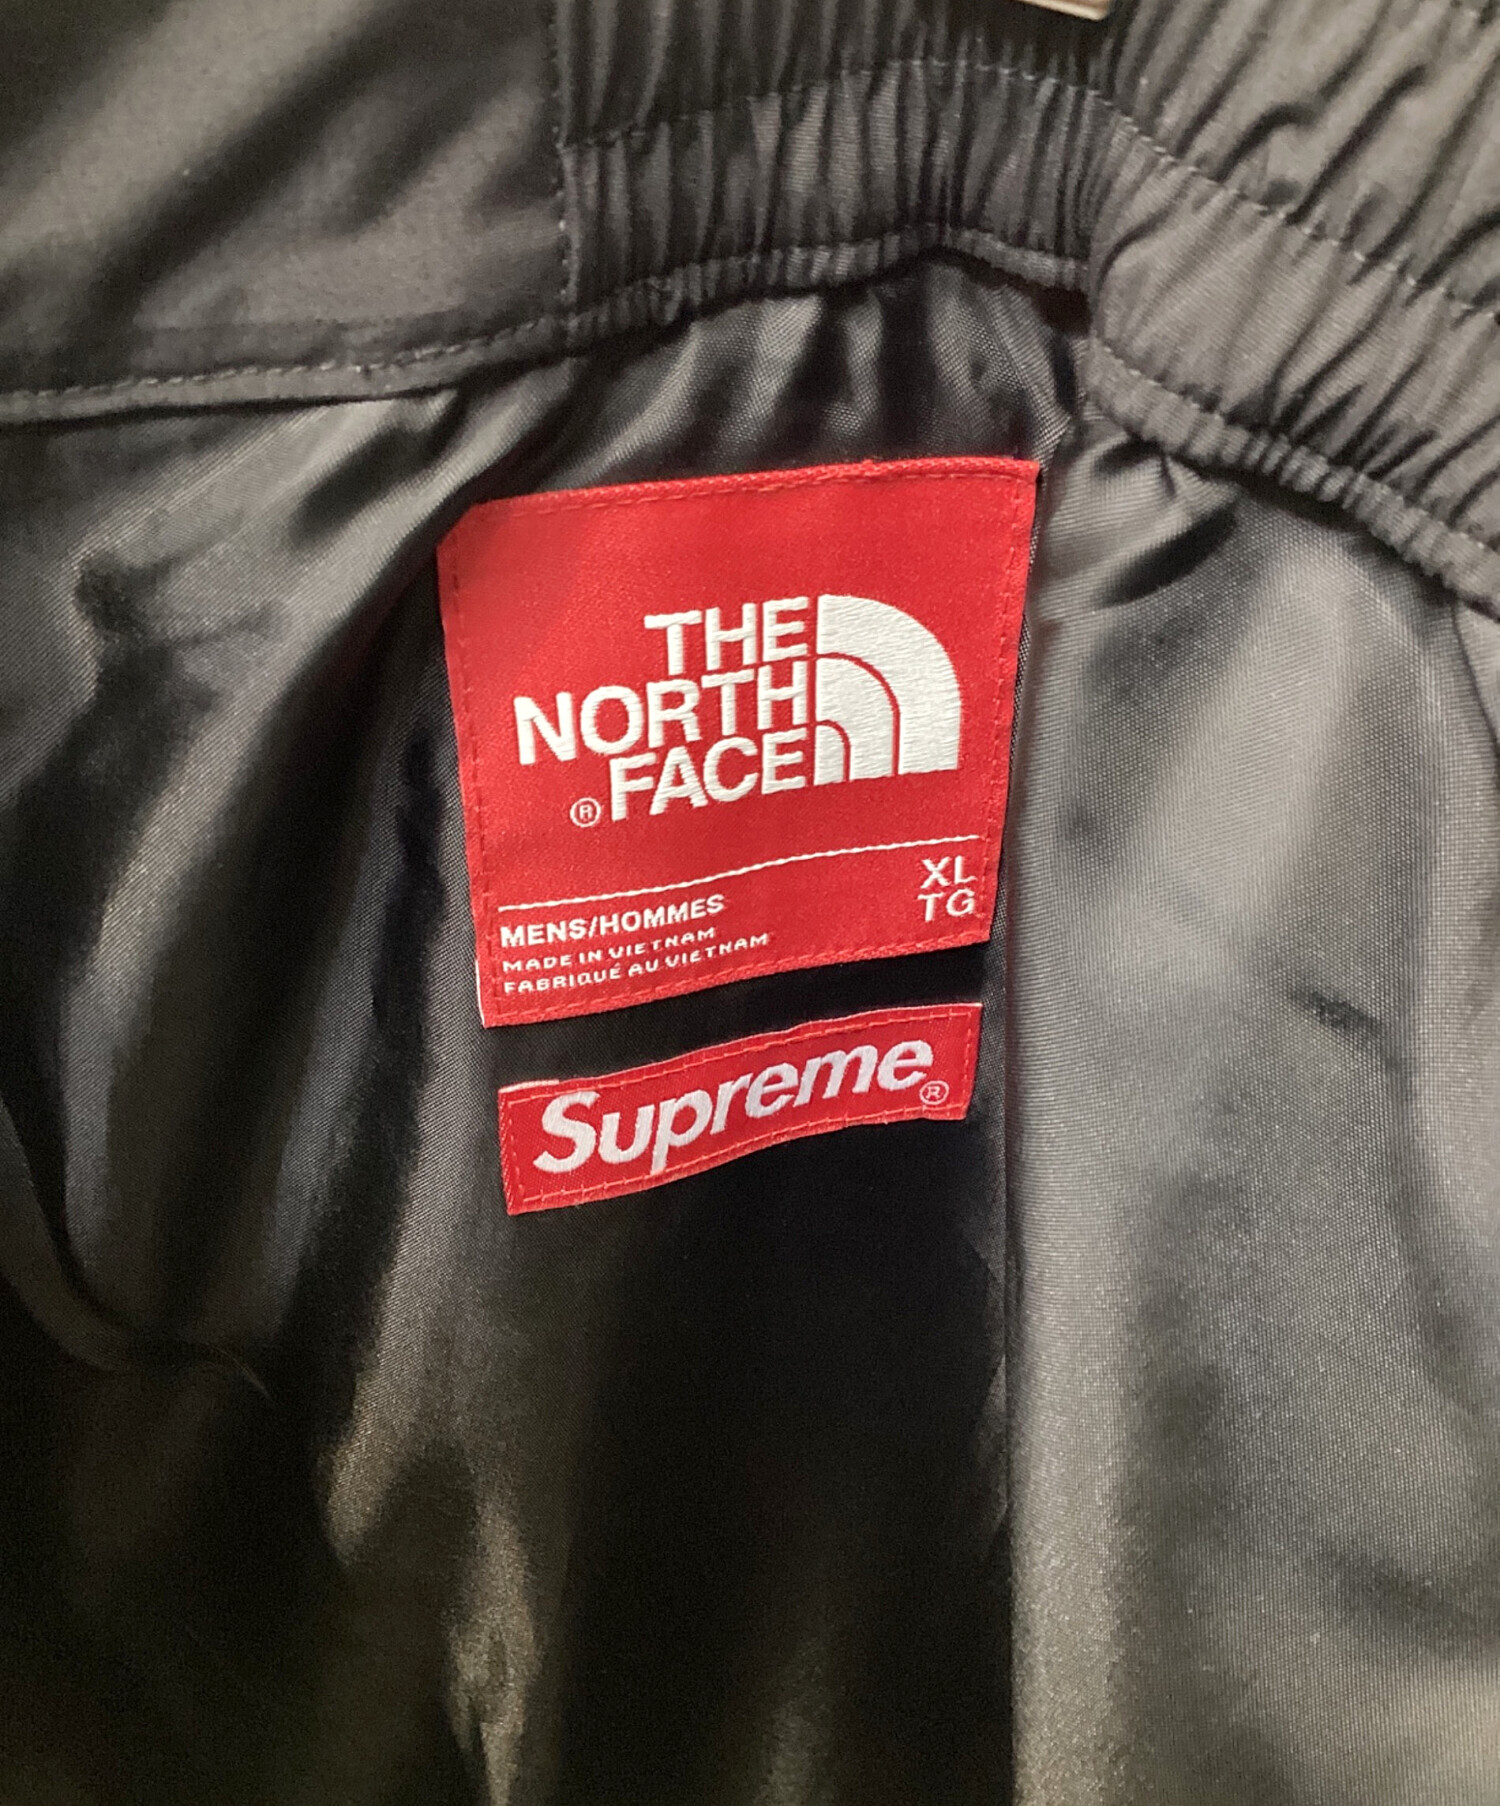 THE
NORTH
® FACE
XL
TG
MENS/HOMMES
MADE IN VIETNAM
FABRIQUÉ AU VIETNAM
Supreme®